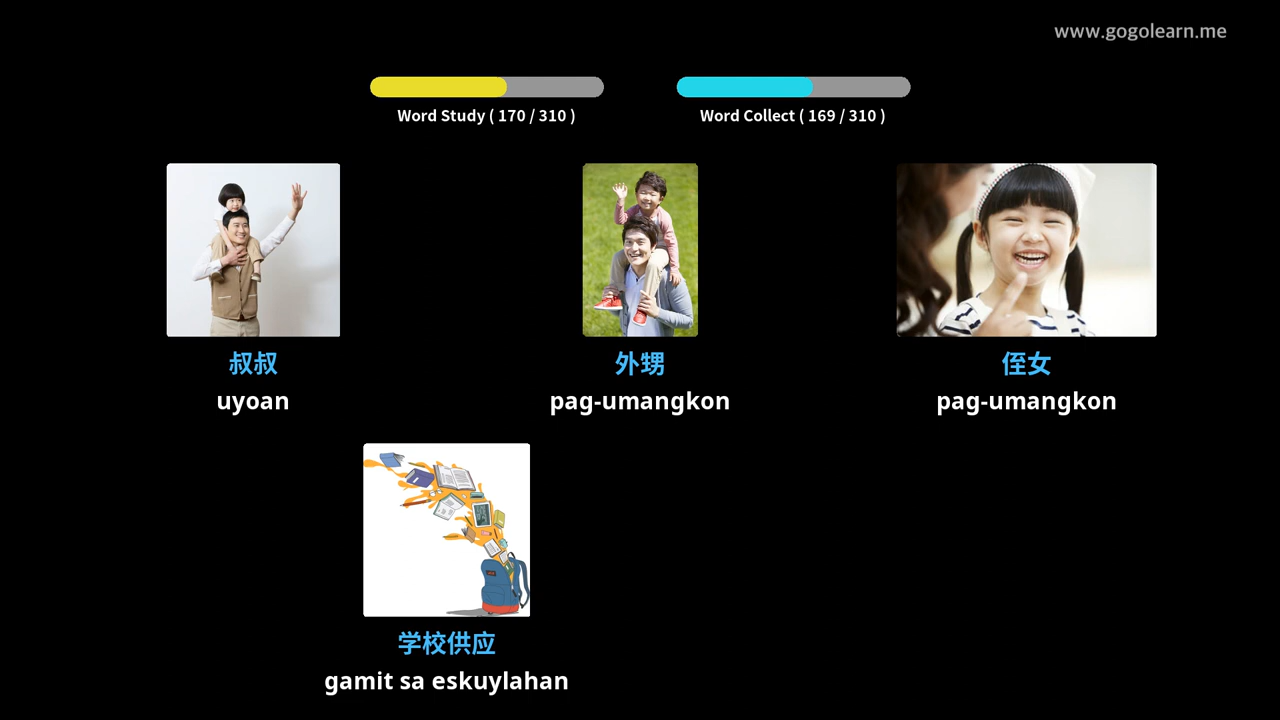 www.gogolearn.me
Word Study ( 170 / 310 )
Word Collect ( 169 / 310 )
叔叔
uyoan
外甥
pag-umangkon
侄女
pag-umangkon
学校供应
gamit sa eskuylahan